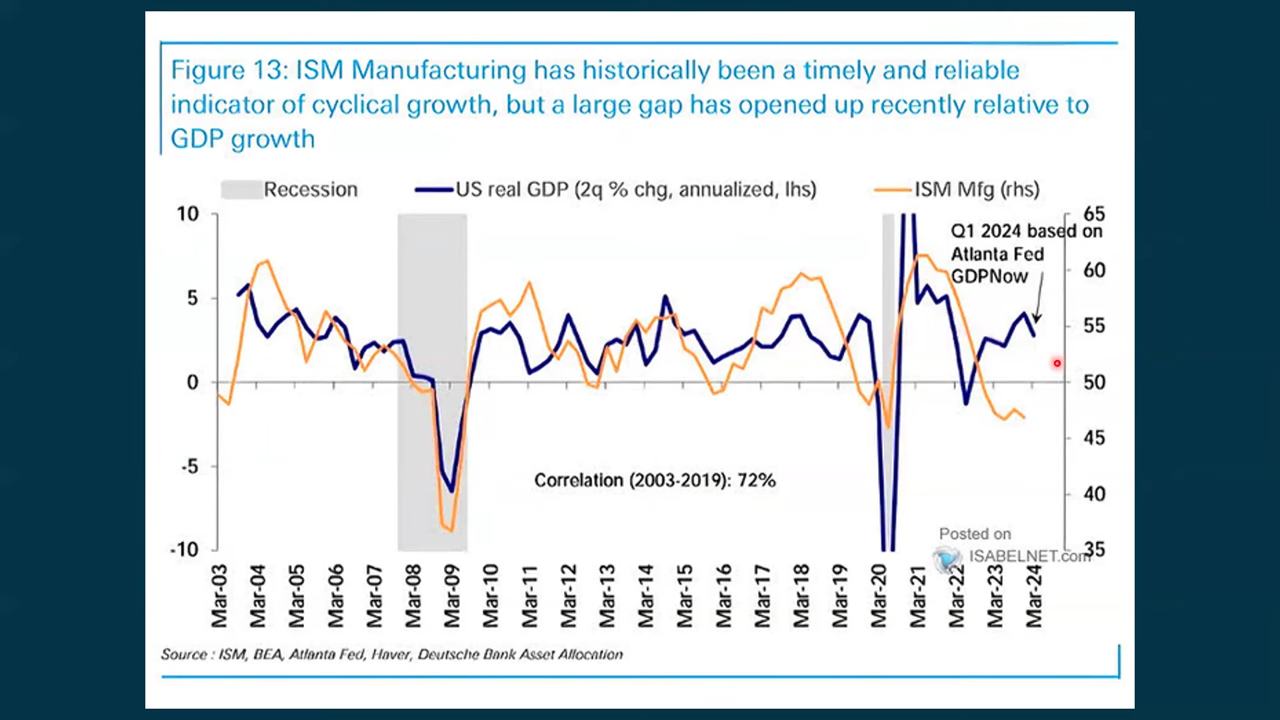 Figure 13: ISM Manufacturing has historically been a timely and reliable
indicator of cyclical growth, but a large gap has opened up recently relative to
GDP growth
Recession
US real GDP (2q % chg, annualized, lhs)
ISM Mfg (rhs)
10
5
0
-5
-10
65
60
55
50
45
40
35
Q1 2024 based on
Atlanta Fed
GDPNow
Correlation (2003-2019): 72%
Posted on
ISABELNET.com
Mar-03
Mar-04
Mar-05
Mar-06
Mar-07
Mar-08
Mar-09
Mar-10
Mar-11
Mar-12
Mar-13
Mar-14
Mar-15
Mar-16
Mar-17
Mar-18
Mar-19
Mar-20
Mar-21
Mar-22
Mar-23
Mar-24
Source : ISM, BEA, Atlanta Fed, Haver, Deutsche Bank Asset Allocation